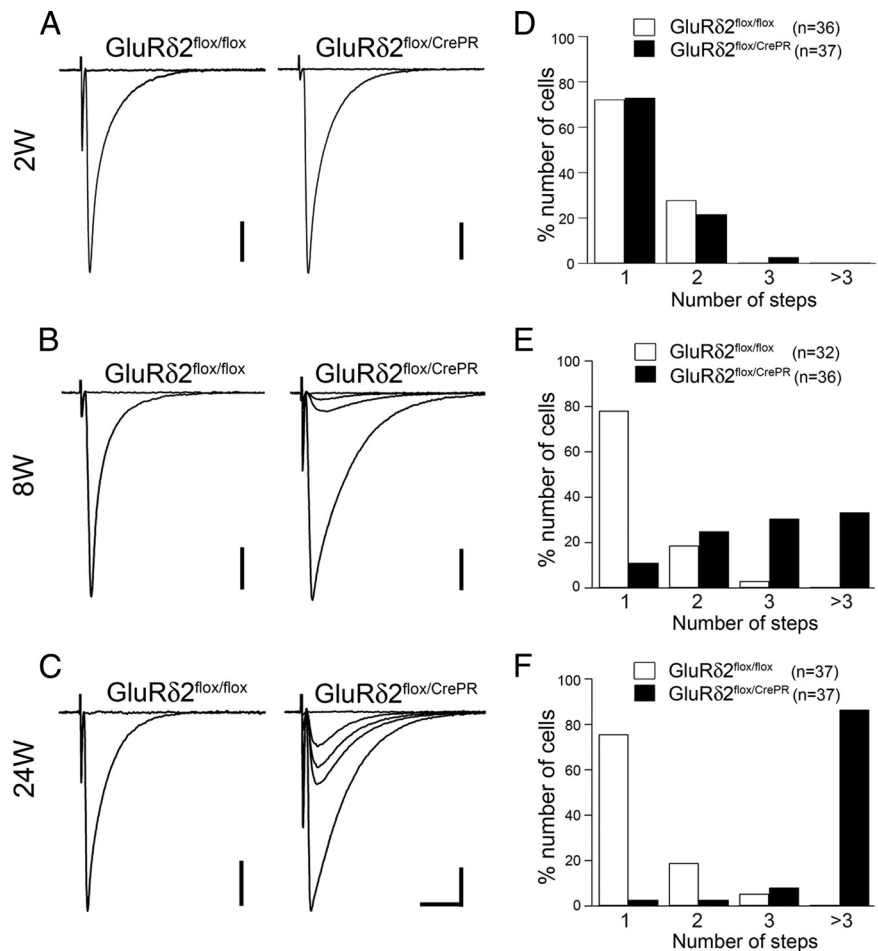 A
GluRδ2flox/flox
GluRδ2flox/CrePR
2W
D
GluRδ2flox/flox (n=36)
GluRδ2flox/CrePR (n=37)
% number of cells
100
80
60
40
20
0
1 2 3 >3
Number of steps
B
GluRδ2flox/flox
GluRδ2flox/CrePR
8W
E
GluRδ2flox/flox (n=32)
GluRδ2flox/CrePR (n=36)
% number of cells
100
80
60
40
20
0
1 2 3 >3
Number of steps
C
GluRδ2flox/flox
GluRδ2flox/CrePR
24W
F
GluRδ2flox/flox (n=37)
GluRδ2flox/CrePR (n=37)
% number of cells
100
80
60
40
20
0
1 2 3 >3
Number of steps